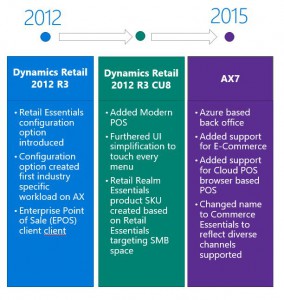 2012
2015
Dynamics Retail
2012 R3
• Retail Essentials
configuration
option
introduced
• Configuration
option created
first industry
specific
workload on AX
• Enterprise Point
of Sale (EPOS)
client client
Dynamics Retail
2012 R3 CU8
• Added Modern
POS
• Furthered UI
simplification to
touch every
menu
• Retail Realm
Essentials
product SKU
created based on
Retail Essentials
targeting SMB
space
AX7
• Azure based
back office
• Added support
for E-Commerce
• Added support
for Cloud POS
browser based
POS
• Changed name to
Commerce
Essentials to
reflect diverse
channels
supported